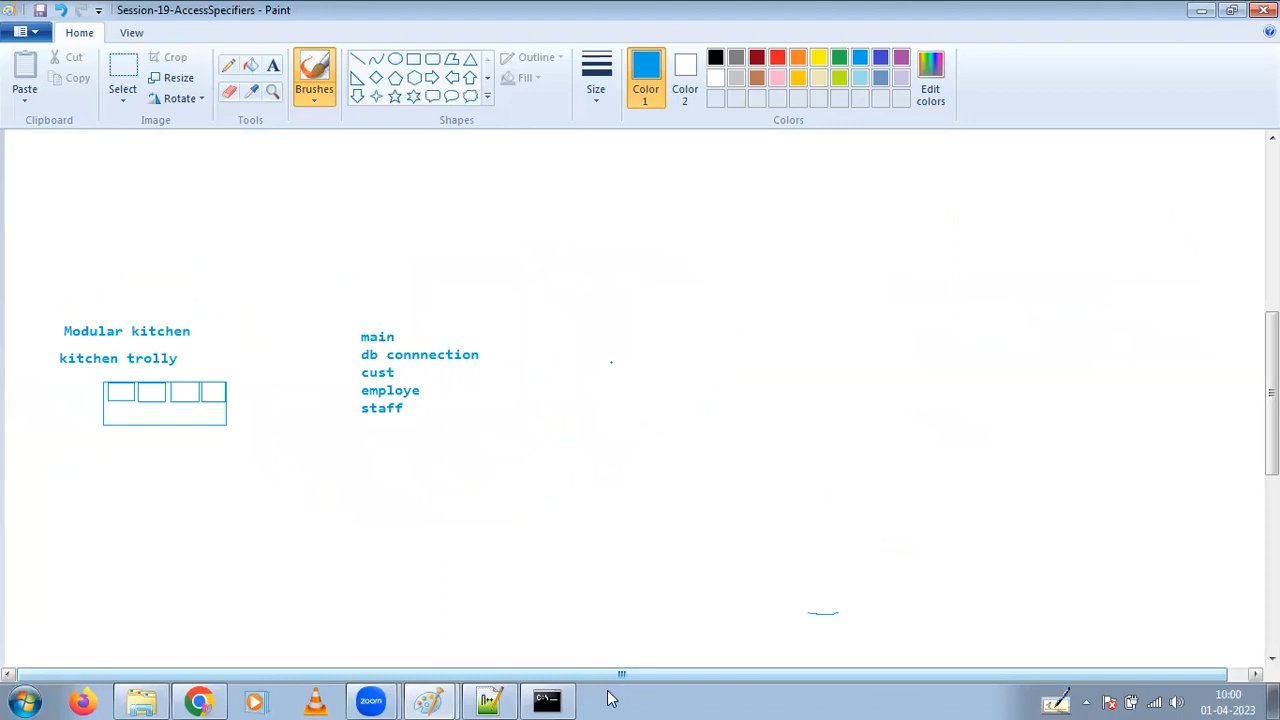 Session-19-AccessSpecifiers - Paint
Home
View
Paste
Cut
Copy
Clipboard
Select
Crop
Resize
Rotate
Image
Tools
Brushes
Shapes
Outline
Fill
Size
Color 1
Color 2
Edit colors
Colors
Modular kitchen
kitchen trolly
main
db connnection
cust
employe
staff
zoom
C:\.
10:00
01-04-2023